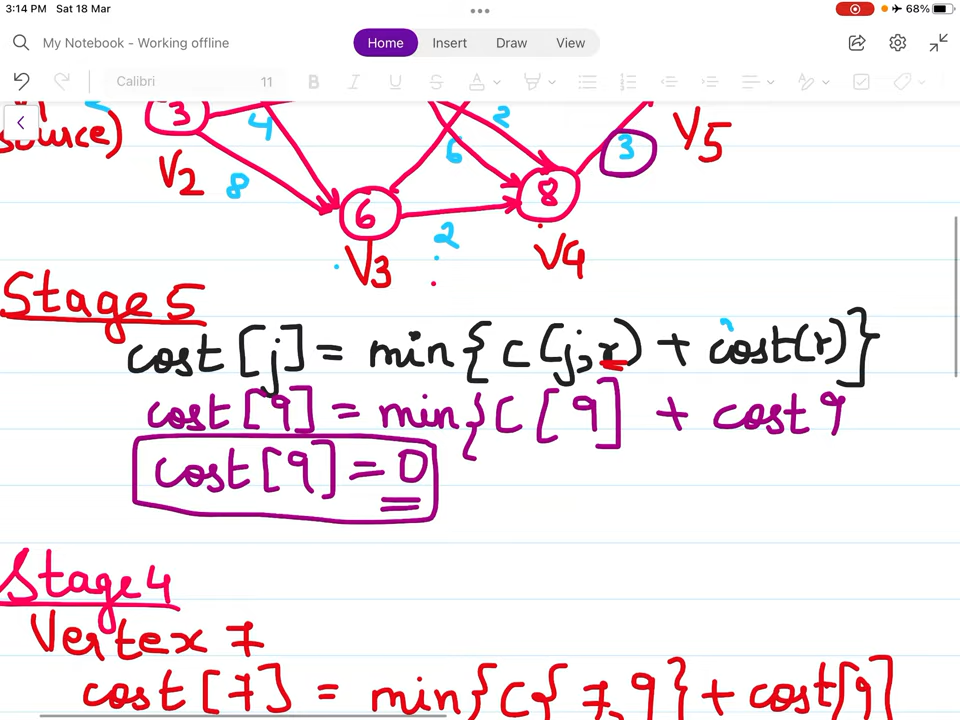 3:14 PM Sat 18 Mar
68%
My Notebook - Working offline
Home Insert Draw View
Calibri 11 B I U S A
3 4 2 3
source) 6 V5
V2 8 8
6 2
V3 V4
Stage 5
cost [j] = min{ C (j,r) + cost(r)}
cost [9] = min{ C [9] + cost 9
cost [9] = 0
Stage 4
Vertex 7
cost [7] = min{C{7,9} + cost[9]